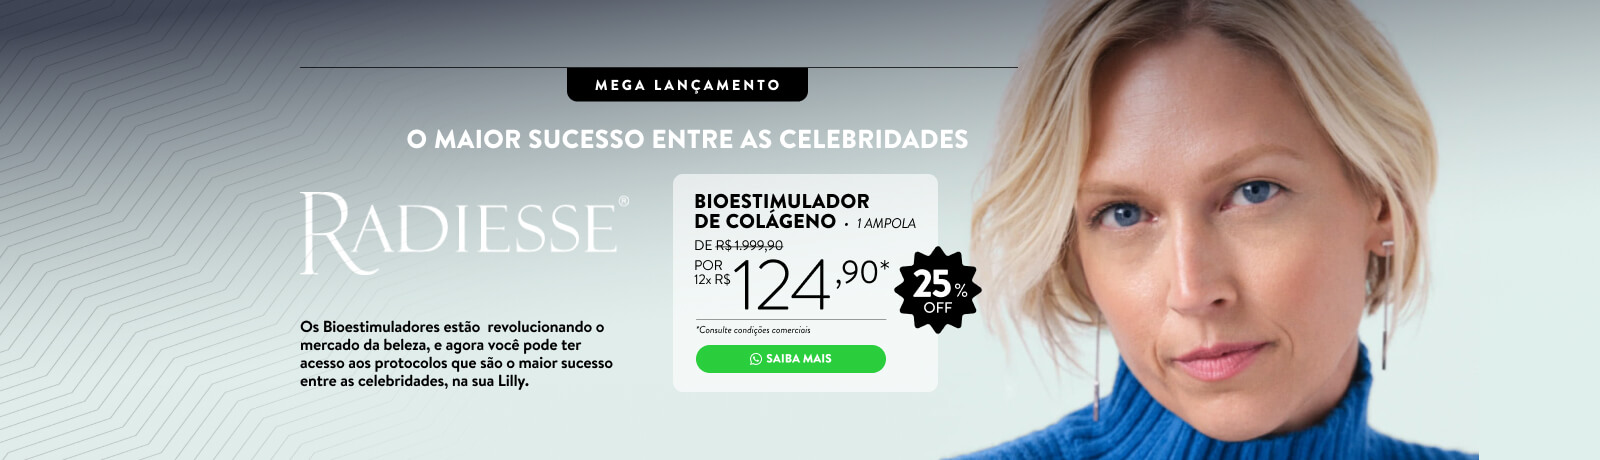 MEGA LANÇAMENTO
O MAIOR SUCESSO ENTRE AS CELEBRIDADES
RADIESSE®
Os Bioestimuladores estão revolucionando o
mercado da beleza, e agora você pode ter
acesso aos protocolos que são o maior sucesso
entre as celebridades, na sua Lilly.
BIOESTIMULADOR
DE COLÁGENO • 1 AMPOLA
DE R$ 1.999,90
POR
12x R$ 124,90*
25% OFF
*Consulte condições comerciais
SAIBA MAIS